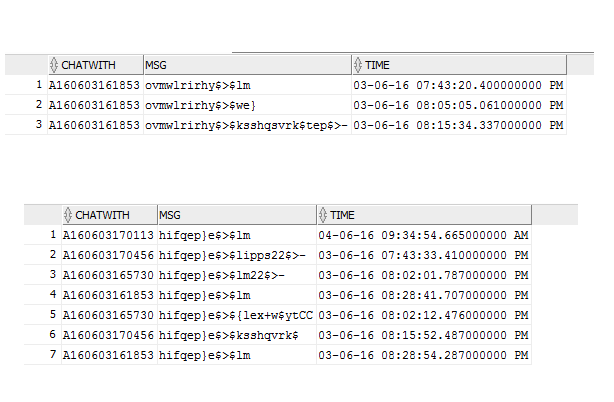 CHATWITH MSG TIME
1 A160603161853 ovmwlrirhy$>$lm 03-06-16 07:43:20.400000000 PM
2 A160603161853 ovmwlrirhy$>$we} 03-06-16 08:05:05.061000000 PM
3 A160603161853 ovmwlrirhy$>$ksshqsvrk$tep$>- 03-06-16 08:15:34.337000000 PM
CHATWITH MSG TIME
1 A160603170113 hifqep}e$>$lm 04-06-16 09:34:54.665000000 AM
2 A160603170456 hifqep}e$>$lipps22$>- 03-06-16 07:43:33.410000000 PM
3 A160603165730 hifqep}e$>$lm22$>- 03-06-16 08:02:01.787000000 PM
4 A160603161853 hifqep}e$>$lm 03-06-16 08:28:41.707000000 PM
5 A160603165730 hifqep}e$>${lex+w$ytCC 03-06-16 08:02:12.476000000 PM
6 A160603170456 hifqep}e$>$ksshqvrk$ 03-06-16 08:15:52.487000000 PM
7 A160603161853 hifqep}e$>$lm 03-06-16 08:28:54.287000000 PM